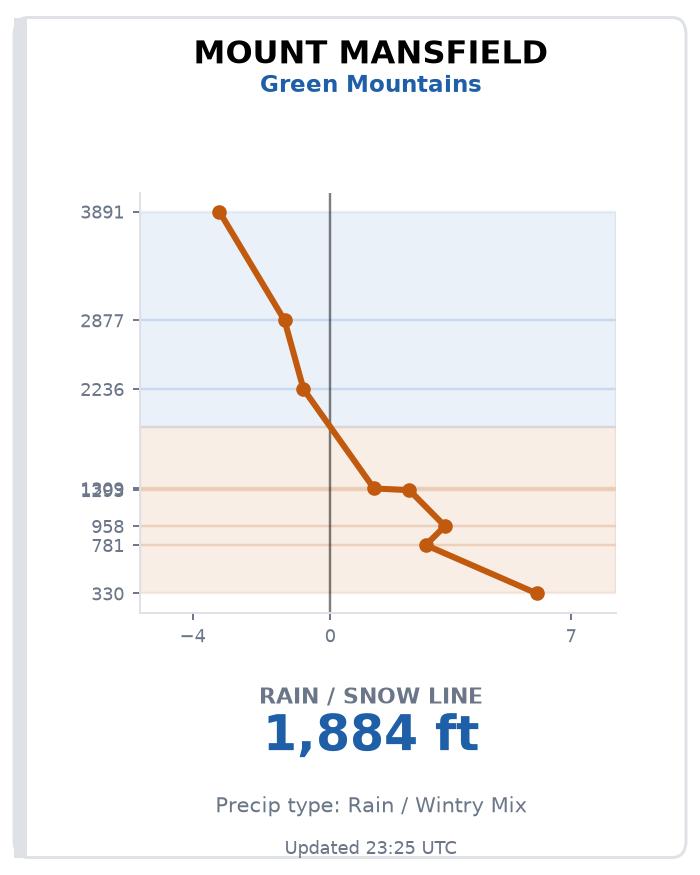 MOUNT MANSFIELD
Green Mountains
3891
2877
2236
958
781
330
−4 0 7
RAIN / SNOW LINE
1,884 ft
Precip type: Rain / Wintry Mix
Updated 23:25 UTC